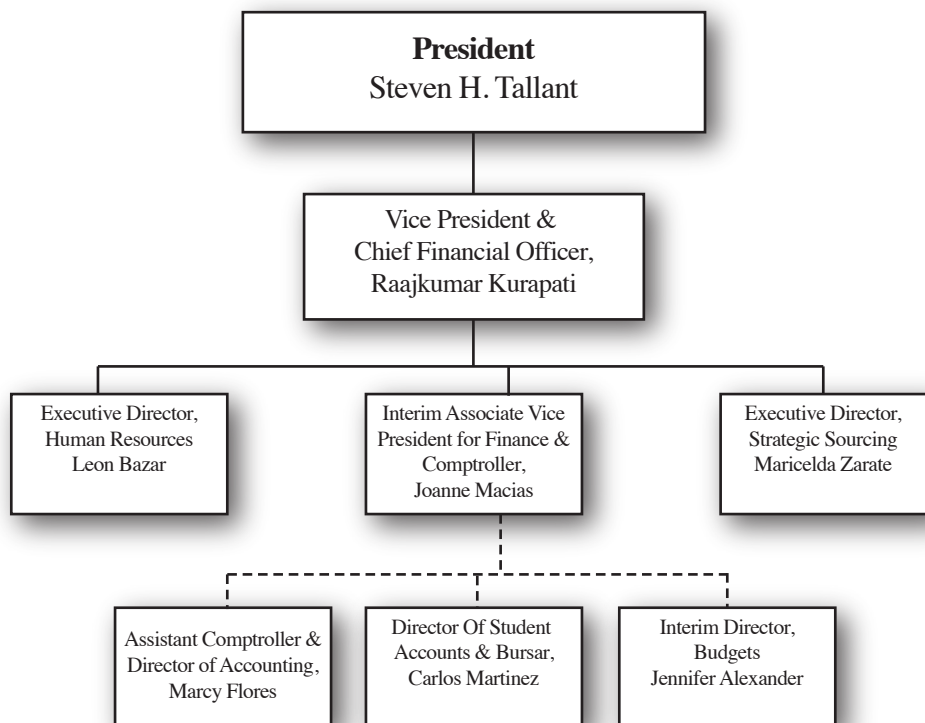 President
Steven H. Tallant
Vice President &
Chief Financial Officer,
Raajkumar Kurapati
Executive Director,
Human Resources
Leon Bazar
Interim Associate Vice
President for Finance &
Comptroller,
Joanne Macias
Executive Director,
Strategic Sourcing
Maricelda Zarate
Assistant Comptroller &
Director of Accounting,
Marcy Flores
Director Of Student
Accounts & Bursar,
Carlos Martinez
Interim Director,
Budgets
Jennifer Alexander